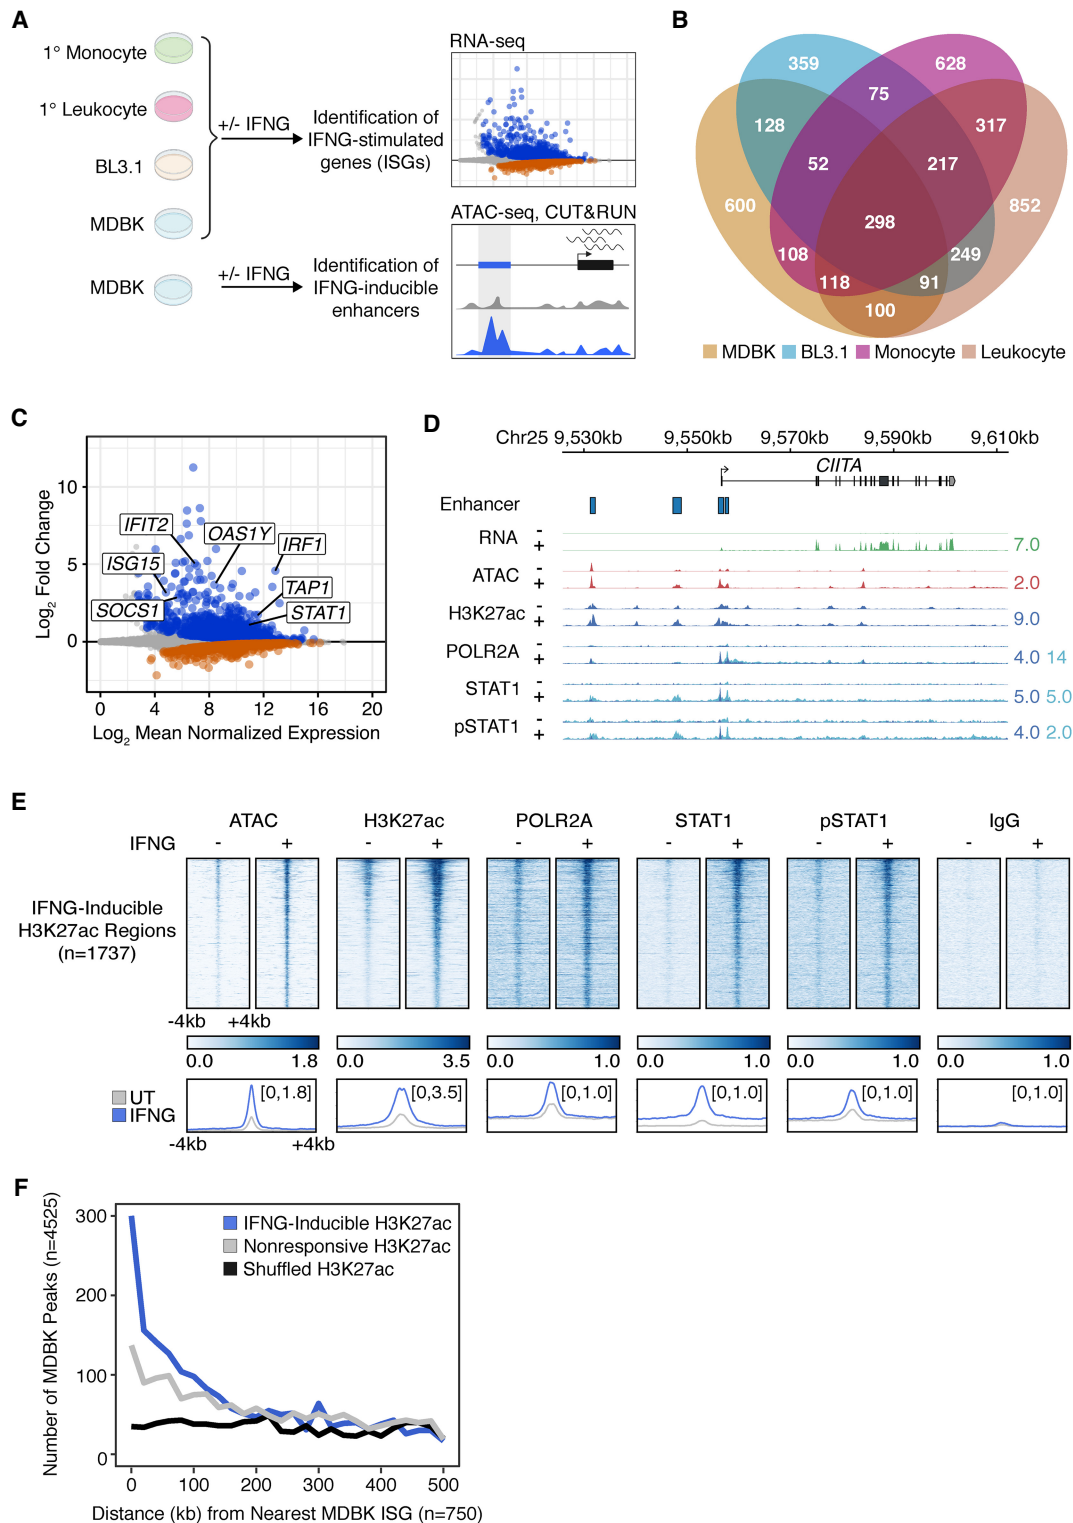 A
1° Monocyte
1° Leukocyte
BL3.1
MDBK
MDBK
+/- IFNG
Identification of
IFNG-stimulated
genes (ISGs)
+/- IFNG
Identification of
IFNG-inducible
enhancers
RNA-seq
ATAC-seq, CUT&RUN
B
359
628
75
128
317
52
217
600
852
298
108
249
118
91
100
MDBK
BL3.1
Monocyte
Leukocyte
C
Log2 Fold Change
10
5
0
IFIT2
OAS1Y
IRF1
ISG15
TAP1
SOCS1
STAT1
0
4
8
12
16
20
Log2 Mean Normalized Expression
D
Chr25 9,530kb
9,550kb
9,570kb
9,590kb
9,610kb
CIITA
Enhancer
RNA
-
+
7.0
ATAC
-
+
2.0
H3K27ac
-
+
9.0
POLR2A
-
+
4.0 14
STAT1
-
+
5.0 5.0
pSTAT1
-
+
4.0 2.0
E
ATAC
H3K27ac
POLR2A
STAT1
pSTAT1
IgG
IFNG
-
+
-
+
-
+
-
+
-
+
-
+
IFNG-Inducible
H3K27ac Regions
(n=1737)
-4kb
+4kb
0.0
1.8
0.0
3.5
0.0
1.0
0.0
1.0
0.0
1.0
0.0
1.0
UT
IFNG
[0,1.8]
[0,3.5]
[0,1.0]
[0,1.0]
[0,1.0]
[0,1.0]
-4kb
+4kb
F
Number of MDBK Peaks (n=4525)
300
200
100
0
IFNG-Inducible H3K27ac
Nonresponsive H3K27ac
Shuffled H3K27ac
0
100
200
300
400
500
Distance (kb) from Nearest MDBK ISG (n=750)